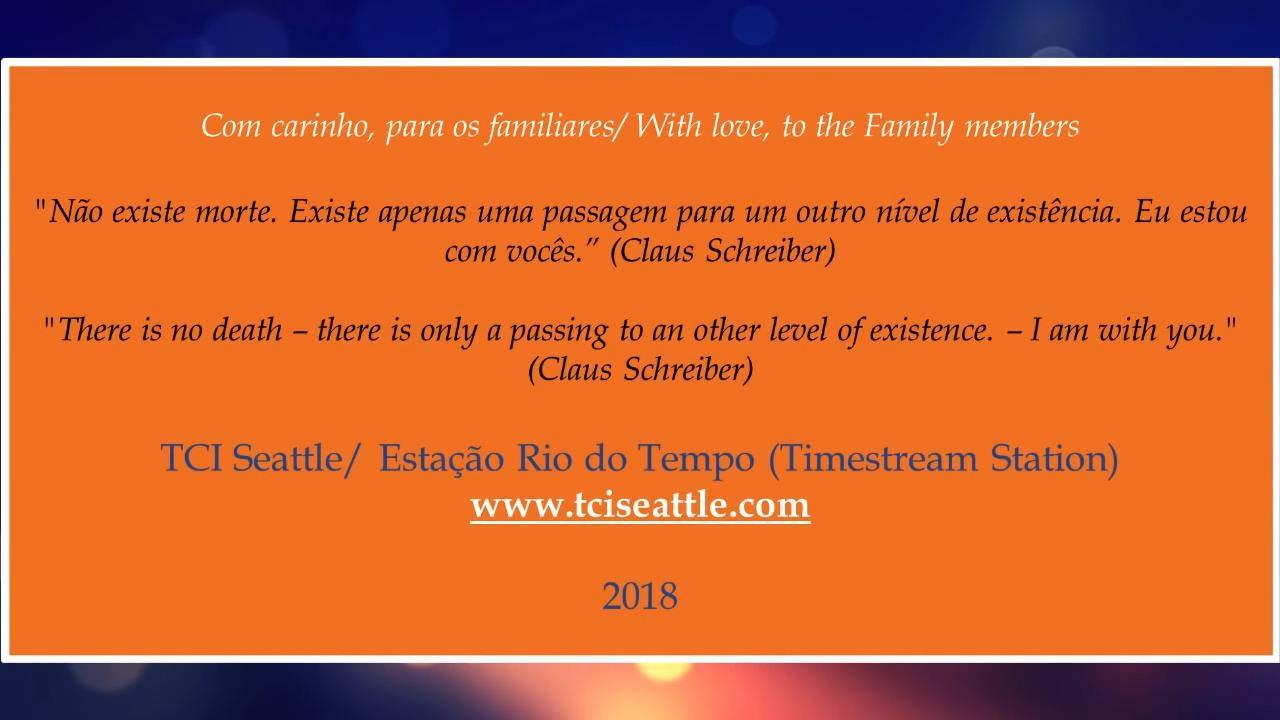 Com carinho, para os familiares/ With love, to the Family members
"Não existe morte. Existe apenas uma passagem para um outro nível de existência. Eu estou
com vocês.” (Claus Schreiber)
"There is no death – there is only a passing to an other level of existence. – I am with you."
(Claus Schreiber)
TCI Seattle/ Estação Rio do Tempo (Timestream Station)
www.tciseattle.com
2018